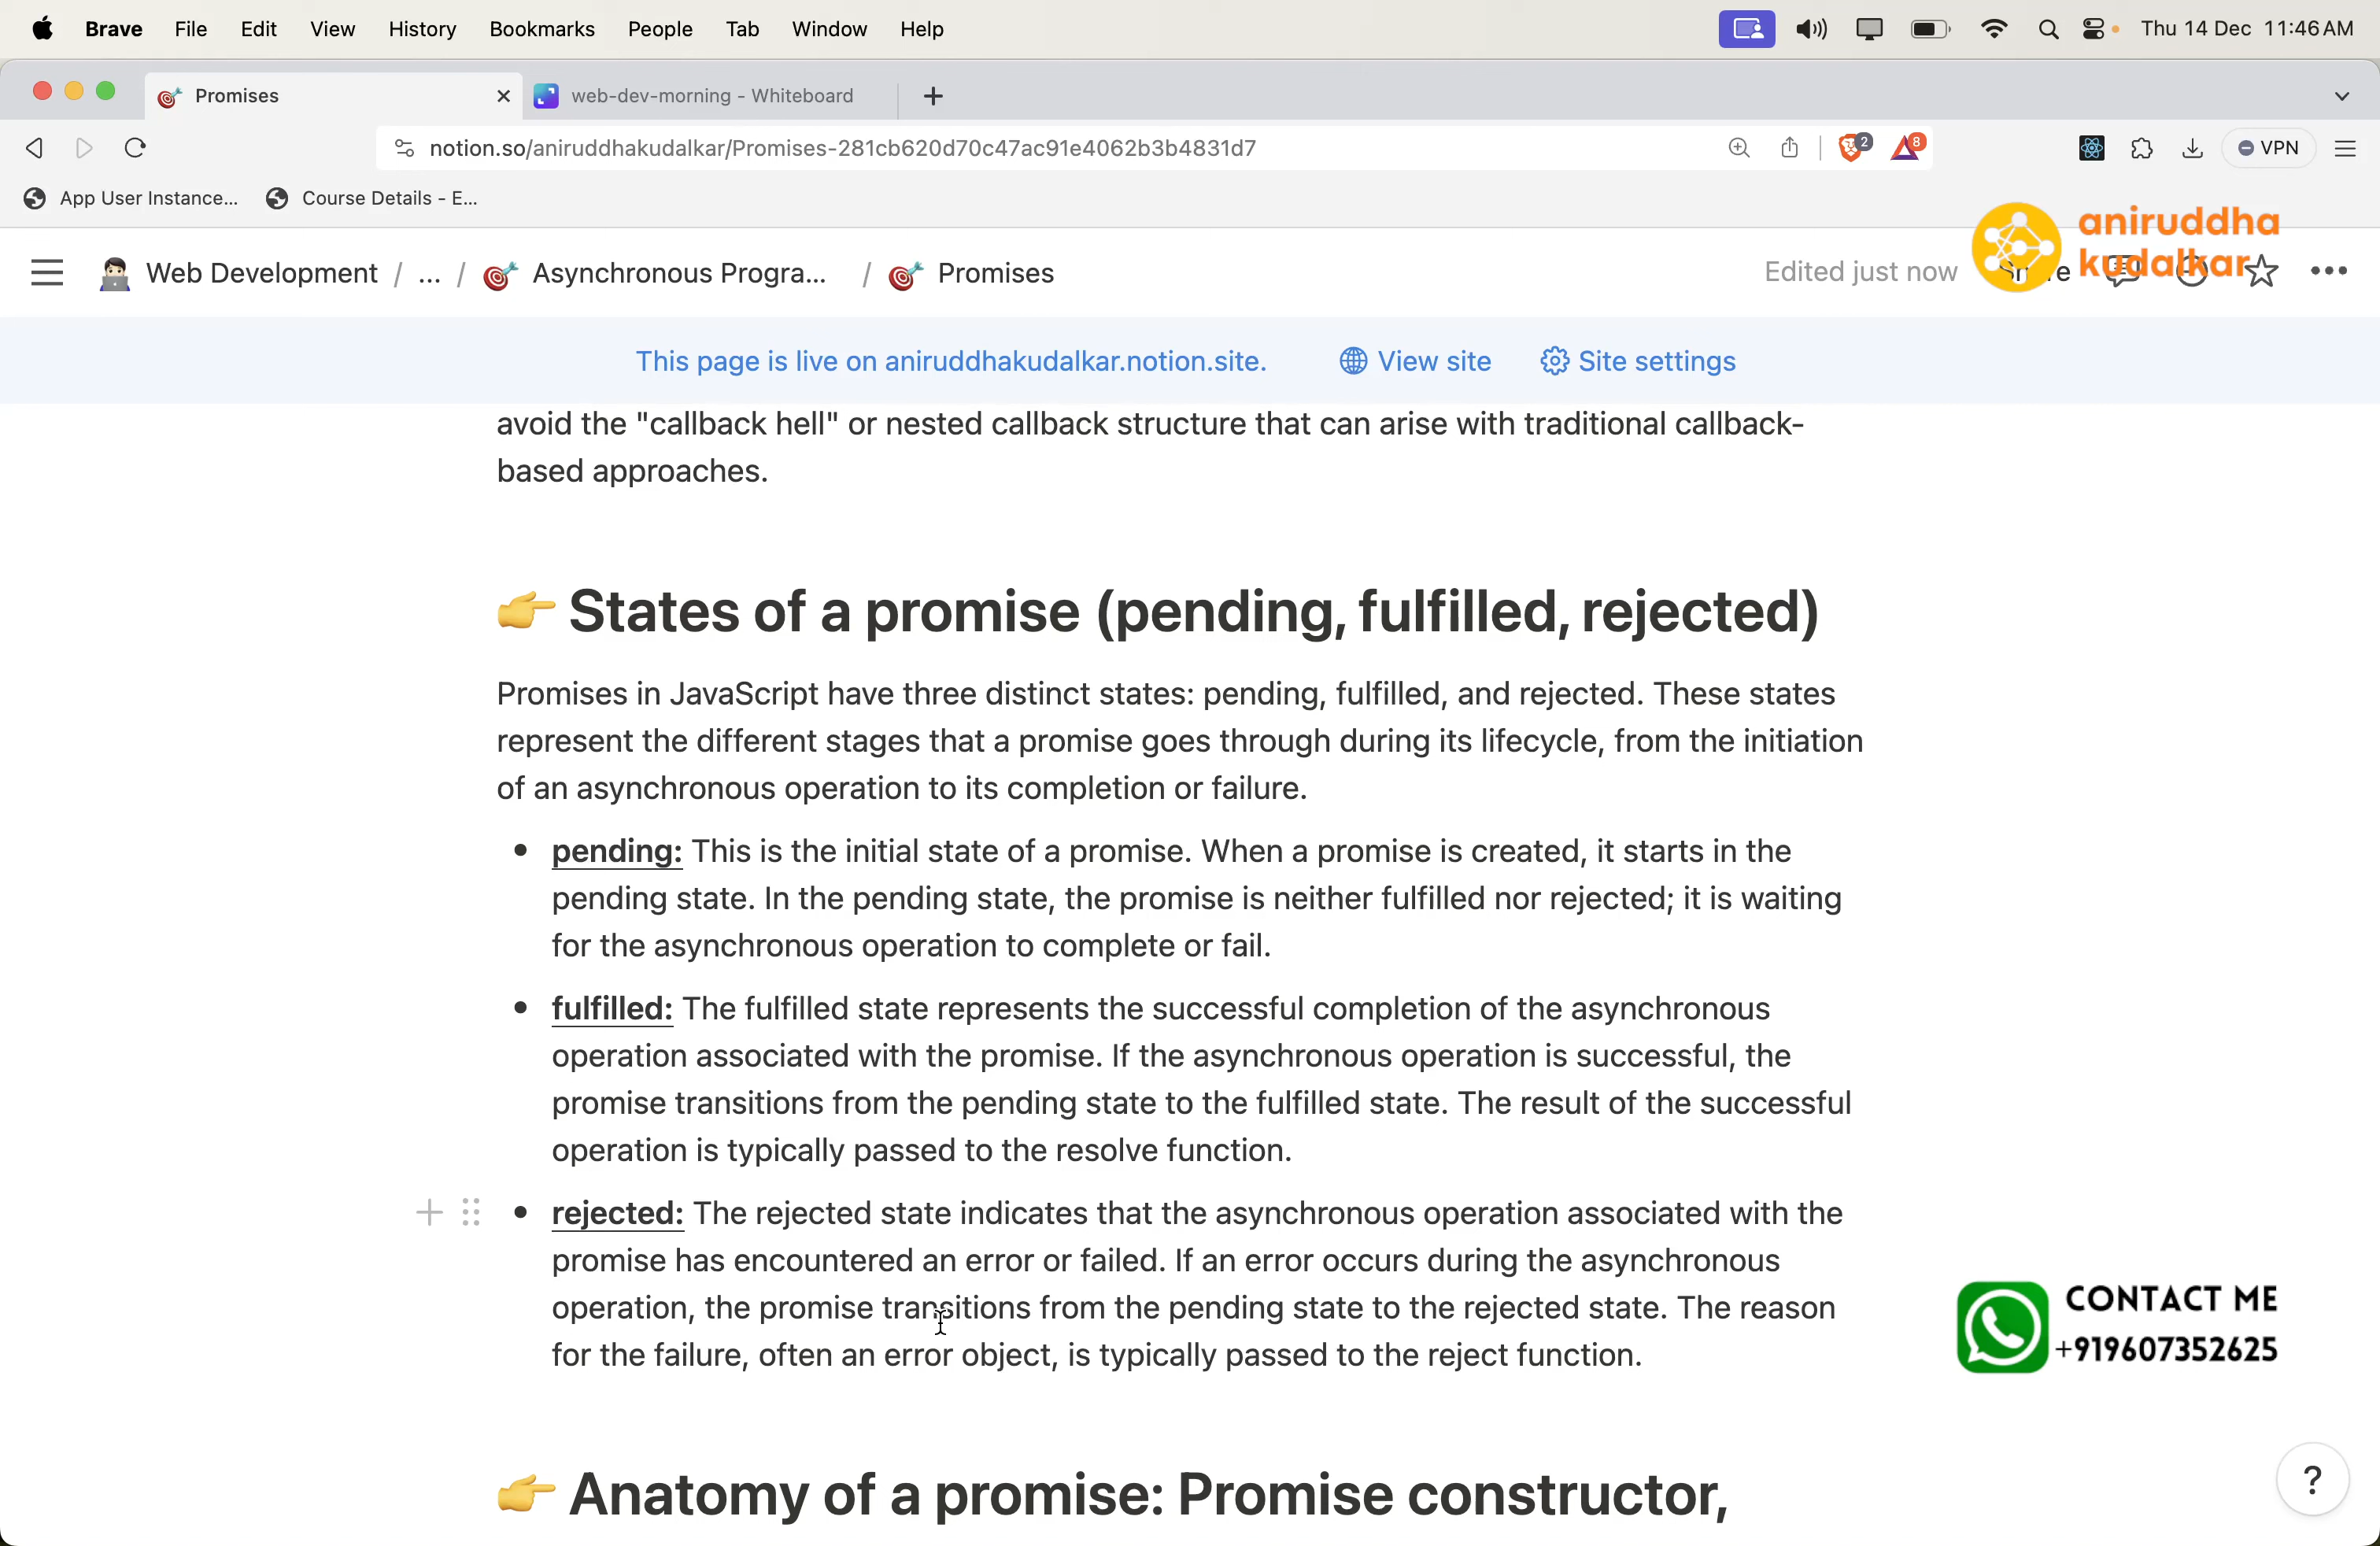 Brave File Edit View History Bookmarks People Tab Window Help Thu 14 Dec 11:46 AM
Promises web-dev-morning - Whiteboard
notion.so/aniruddhakudalkar/Promises-281cb620d70c47ac91e4062b3b4831d7 2 8 VPN
App User Instance... Course Details - E...
aniruddha
kudalkar
Web Development / ... / Asynchronous Progra... / Promises Edited just now
This page is live on aniruddhakudalkar.notion.site. View site Site settings
avoid the "callback hell" or nested callback structure that can arise with traditional callback-
based approaches.
States of a promise (pending, fulfilled, rejected)
Promises in JavaScript have three distinct states: pending, fulfilled, and rejected. These states
represent the different stages that a promise goes through during its lifecycle, from the initiation
of an asynchronous operation to its completion or failure.
• pending: This is the initial state of a promise. When a promise is created, it starts in the
pending state. In the pending state, the promise is neither fulfilled nor rejected; it is waiting
for the asynchronous operation to complete or fail.
• fulfilled: The fulfilled state represents the successful completion of the asynchronous
operation associated with the promise. If the asynchronous operation is successful, the
promise transitions from the pending state to the fulfilled state. The result of the successful
operation is typically passed to the resolve function.
• rejected: The rejected state indicates that the asynchronous operation associated with the
promise has encountered an error or failed. If an error occurs during the asynchronous
operation, the promise transitions from the pending state to the rejected state. The reason
for the failure, often an error object, is typically passed to the reject function.
CONTACT ME
+919607352625
Anatomy of a promise: Promise constructor,
?